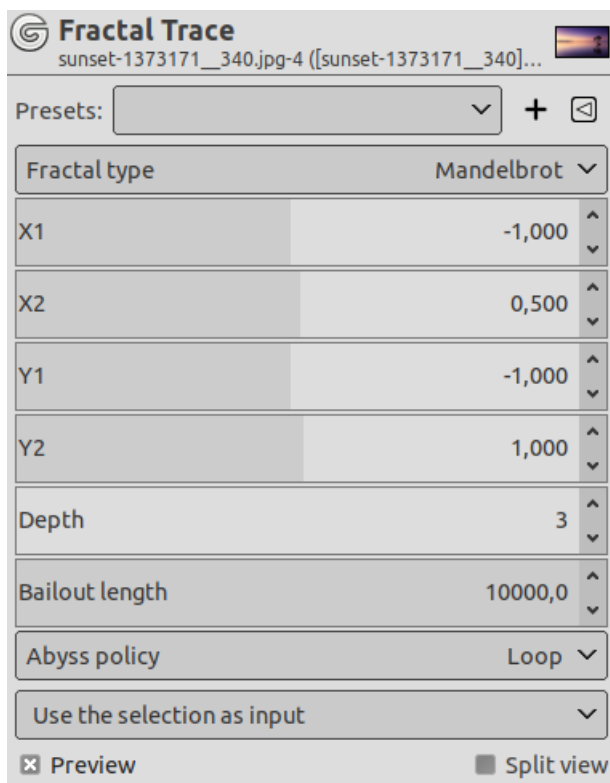 Fractal Trace
sunset-1373171__340.jpg-4 ([sunset-1373171__340]...
Presets:
Fractal type Mandelbrot
X1 -1,000
X2 0,500
Y1 -1,000
Y2 1,000
Depth 3
Bailout length 10000,0
Abyss policy Loop
Use the selection as input
Preview Split view